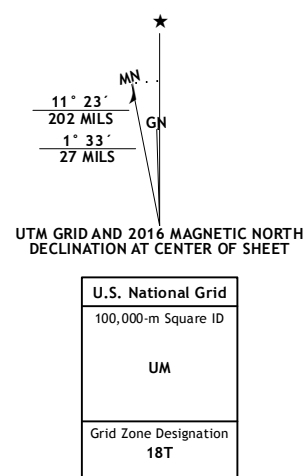 ★
MN
11° 23´
202 MILS
GN
1° 33´
27 MILS
UTM GRID AND 2016 MAGNETIC NORTH
DECLINATION AT CENTER OF SHEET
U.S. National Grid
100,000-m Square ID
UM
Grid Zone Designation
18T